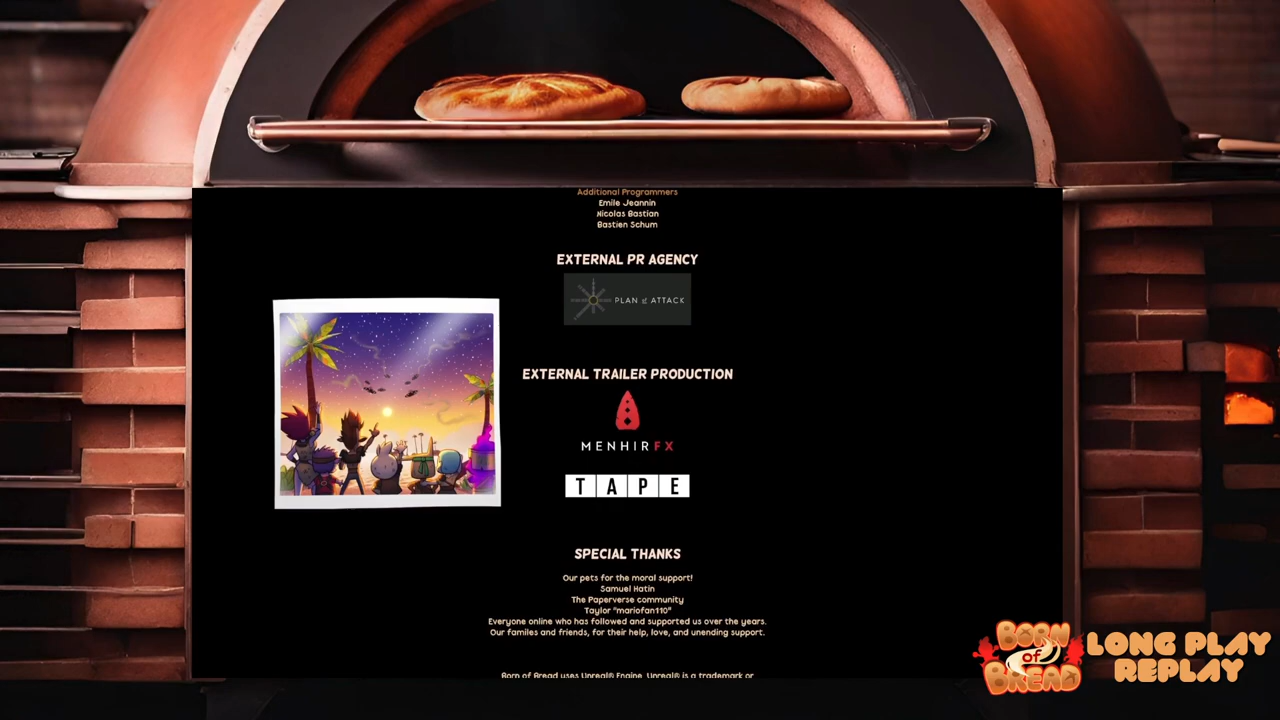 Additional Programmers
Emile Jeannin
Nicolas Bastian
Bastien Schum
EXTERNAL PR AGENCY
PLAN of ATTACK
EXTERNAL TRAILER PRODUCTION
MENHIRFX
TAPE
SPECIAL THANKS
Our pets for the moral support!
Samuel Hatin
The Paperverse community
Taylor "mariofan110"
Everyone online who has followed and supported us over the years.
Our familes and friends, for their help, love, and unending support.
Born of Bread uses Unreal® Engine. Unreal® is a trademark or
BORN
of
BREAD
LONG PLAY
REPLAY